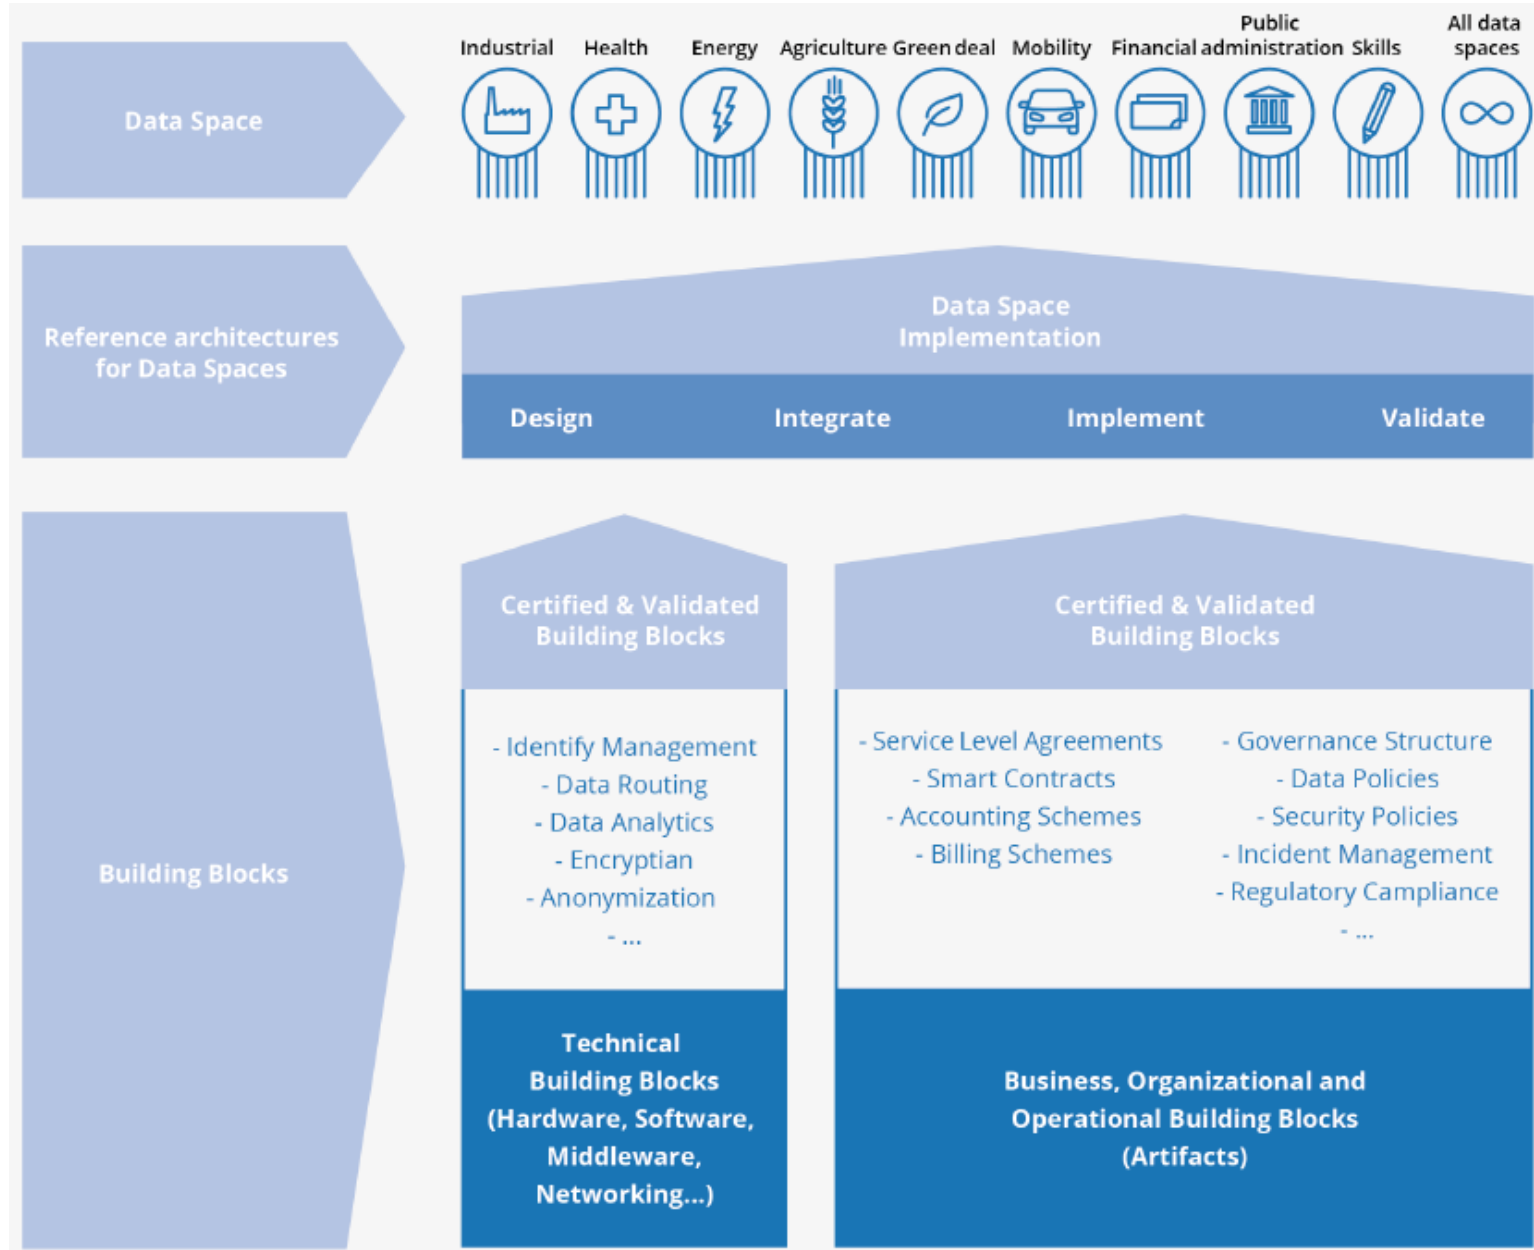 Data Space
Industrial
Health
Energy
Agriculture
Green deal
Mobility
Financial
Public
administration
Skills
All data
spaces
Reference architectures
for Data Spaces
Data Space
Implementation
Design
Integrate
Implement
Validate
Building Blocks
Certified & Validated
Building Blocks
- Identify Management
- Data Routing
- Data Analytics
- Encryptian
- Anonymization
- ...
Technical
Building Blocks
(Hardware, Software,
Middleware,
Networking...)
Certified & Validated
Building Blocks
- Service Level Agreements
- Smart Contracts
- Accounting Schemes
- Billing Schemes
- Governance Structure
- Data Policies
- Security Policies
- Incident Management
- Regulatory Campliance
- ...
Business, Organizational and
Operational Building Blocks
(Artifacts)